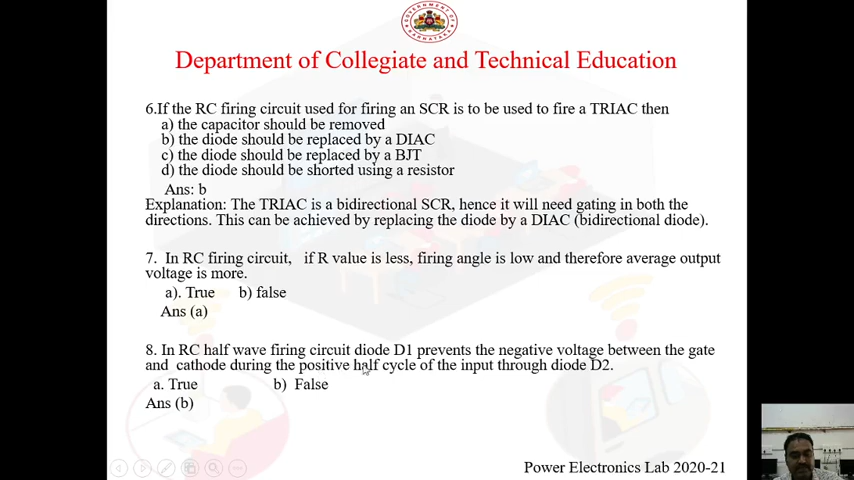 Department of Collegiate and Technical Education
6.If the RC firing circuit used for firing an SCR is to be used to fire a TRIAC then
a) the capacitor should be removed
b) the diode should be replaced by a DIAC
c) the diode should be replaced by a BJT
d) the diode should be shorted using a resistor
Ans: b
Explanation: The TRIAC is a bidirectional SCR, hence it will need gating in both the
directions. This can be achieved by replacing the diode by a DIAC (bidirectional diode).
7. In RC firing circuit, if R value is less, firing angle is low and therefore average output
voltage is more.
a). True b) false
Ans (a)
8. In RC half wave firing circuit diode D1 prevents the negative voltage between the gate
and cathode during the positive half cycle of the input through diode D2.
a. True b) False
Ans (b)
Power Electronics Lab 2020-21